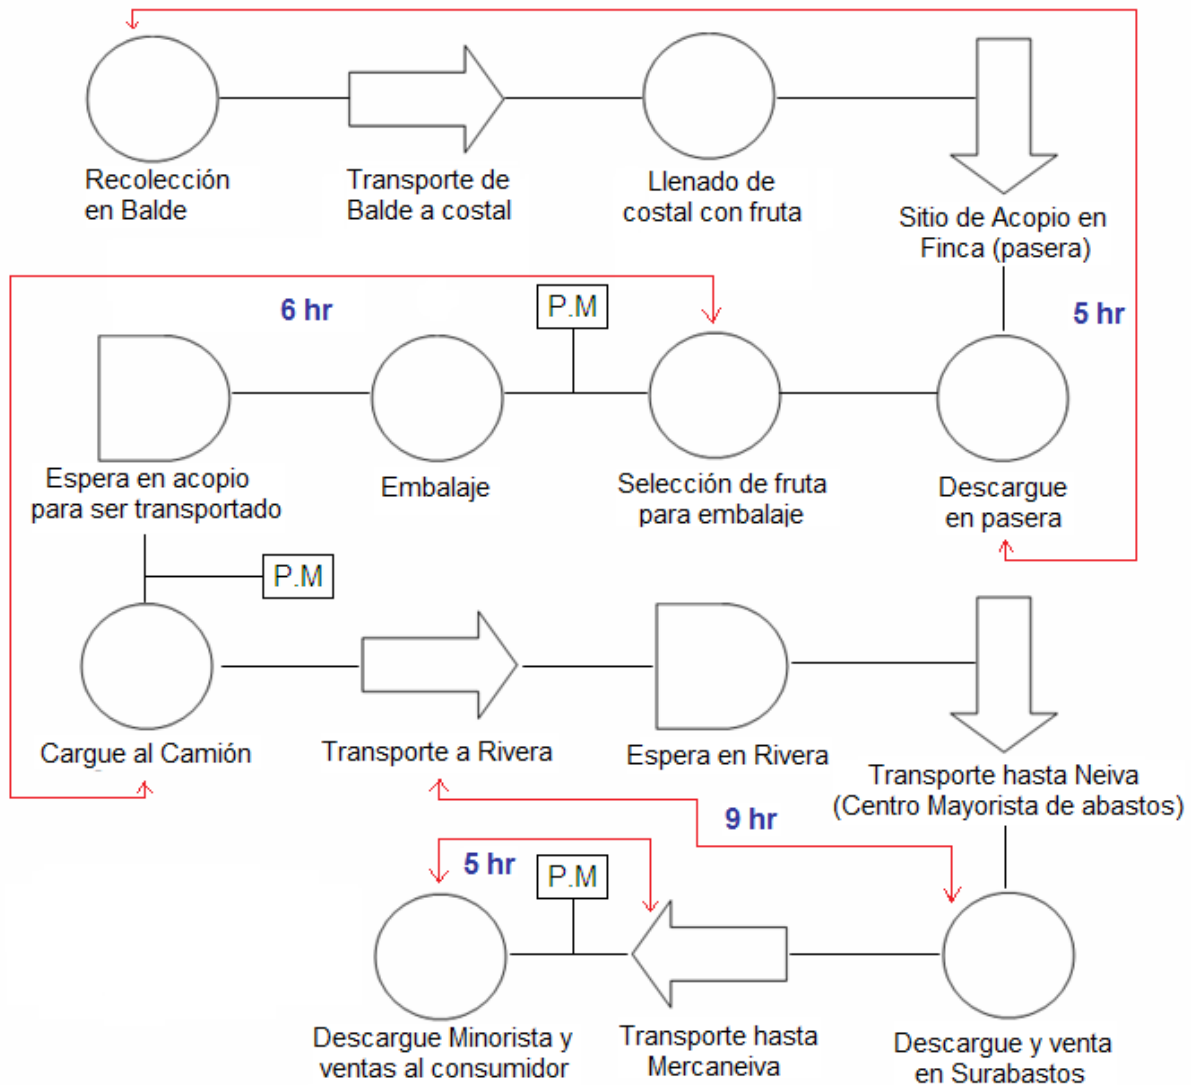 Recolección
en Balde
Transporte de
Balde a costal
Llenado de
costal con fruta
Sitio de Acopio en
Finca (pasera)
6 hr
P.M
5 hr
Espera en acopio
para ser transportado
Embalaje
Selección de fruta
para embalaje
Descargue
en pasera
P.M
Cargue al Camión
Transporte a Rivera
Espera en Rivera
Transporte hasta Neiva
(Centro Mayorista de abastos)
9 hr
5 hr
P.M
Descargue Minorista y
ventas al consumidor
Transporte hasta
Mercaneiva
Descargue y venta
en Surabastos